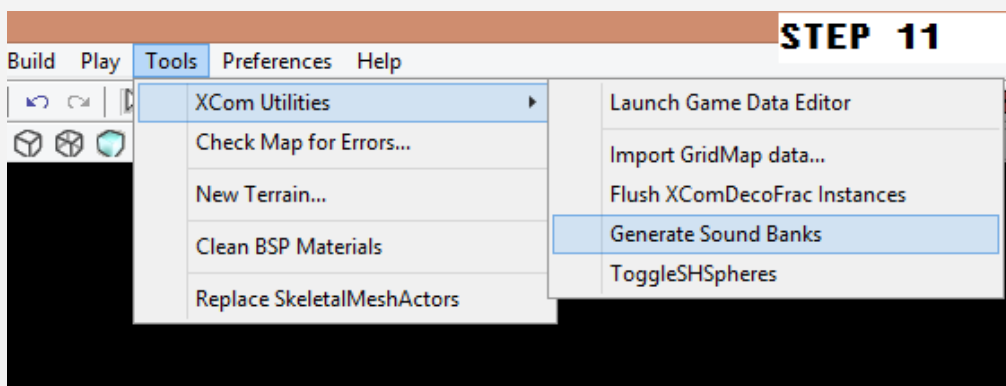 STEP 11
Build Play Tools Preferences Help
XCom Utilities
Check Map for Errors...
New Terrain...
Clean BSP Materials
Replace SkeletalMeshActors
Launch Game Data Editor
Import GridMap data...
Flush XComDecoFrac Instances
Generate Sound Banks
ToggleSHSpheres